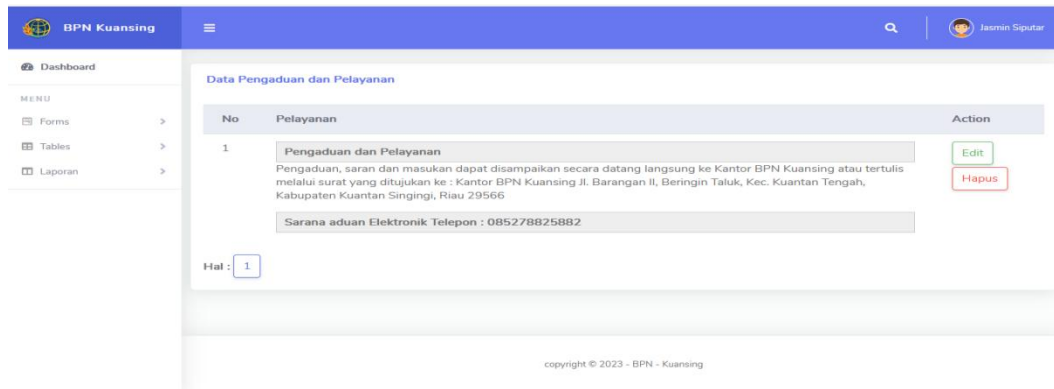 BPN Kuansing
Jasmin Siputar
Dashboard
MENU
Forms
Tables
Laporan
Data Pengaduan dan Pelayanan
No Pelayanan Action
1 Pengaduan dan Pelayanan Edit
Pengaduan, saran dan masukan dapat disampaikan secara datang langsung ke Kantor BPN Kuansing atau tertulis
melalui surat yang ditujukan ke : Kantor BPN Kuansing Jl. Barangan II, Beringin Taluk, Kec. Kuantan Tengah,
Kabupaten Kuantan Singingi, Riau 29566
Hapus
Sarana aduan Elektronik Telepon : 085278825882
Hal : 1
copyright © 2023 - BPN - Kuansing